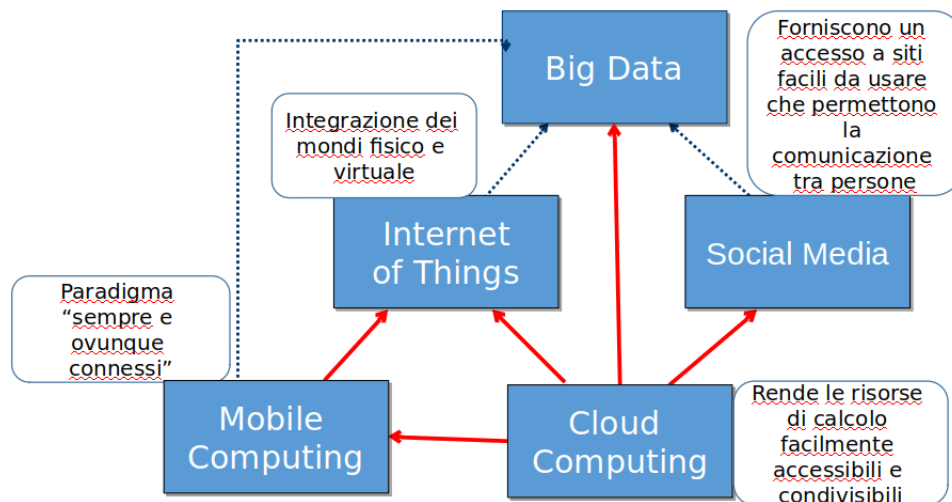 Big Data
Forniscono un
accesso a siti
facili da usare
che permettono
la
comunicazione
tra persone
Integrazione dei
mondi fisico e
virtuale
Internet
of Things
Social Media
Paradigma
“sempre e
ovunque
connessi”
Mobile
Computing
Cloud
Computing
Rende le risorse
di calcolo
facilmente
accessibili e
condivisibili